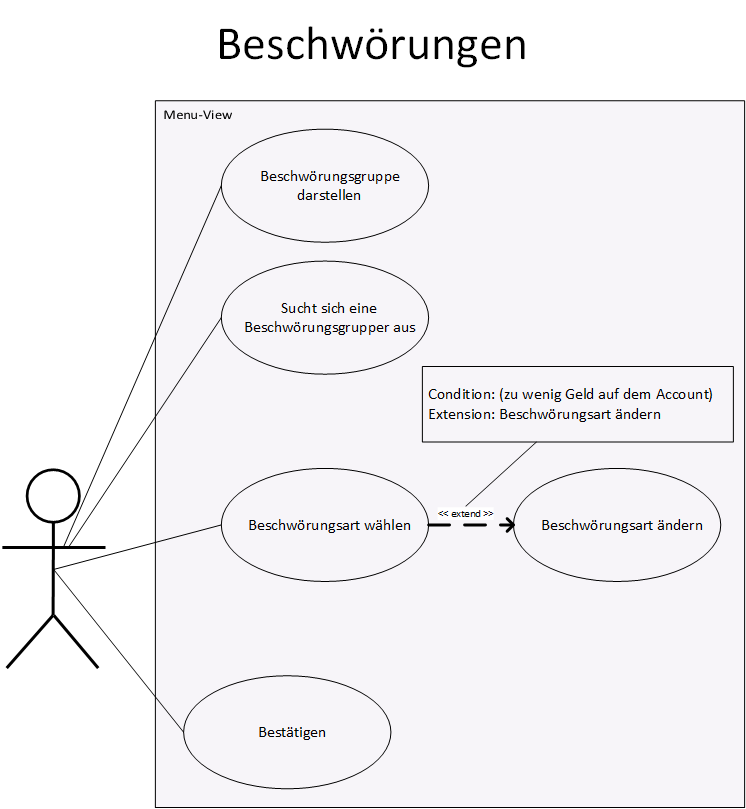 Beschwörungen
Menu-View
Beschwörungsgruppe
darstellen
Sucht sich eine
Beschwörungsgrupper aus
Condition: (zu wenig Geld auf dem Account)
Extension: Beschwörungsart ändern
Beschwörungsart wählen
<< extend >>
Beschwörungsart ändern
Bestätigen